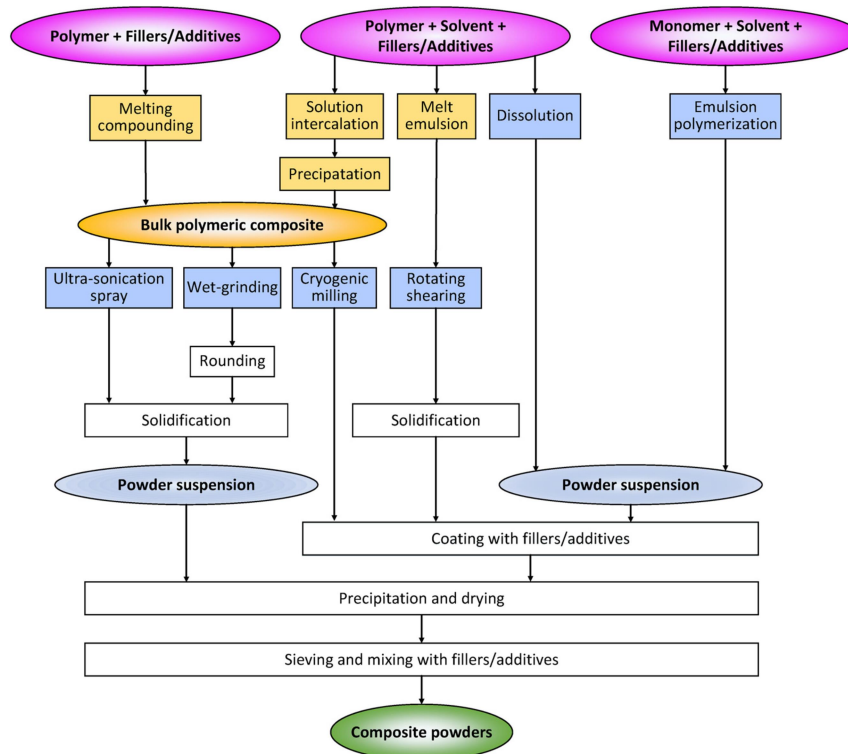 Polymer + Fillers/Additives
Polymer + Solvent +
Fillers/Additives
Monomer + Solvent +
Fillers/Additives
Melting
compounding
Solution
intercalation
Melt
emulsion
Dissolution
Emulsion
polymerization
Precipatation
Bulk polymeric composite
Ultra-sonication
spray
Wet-grinding
Cryogenic
milling
Rotating
shearing
Rounding
Solidification
Solidification
Powder suspension
Powder suspension
Coating with fillers/additives
Precipitation and drying
Sieving and mixing with fillers/additives
Composite powders